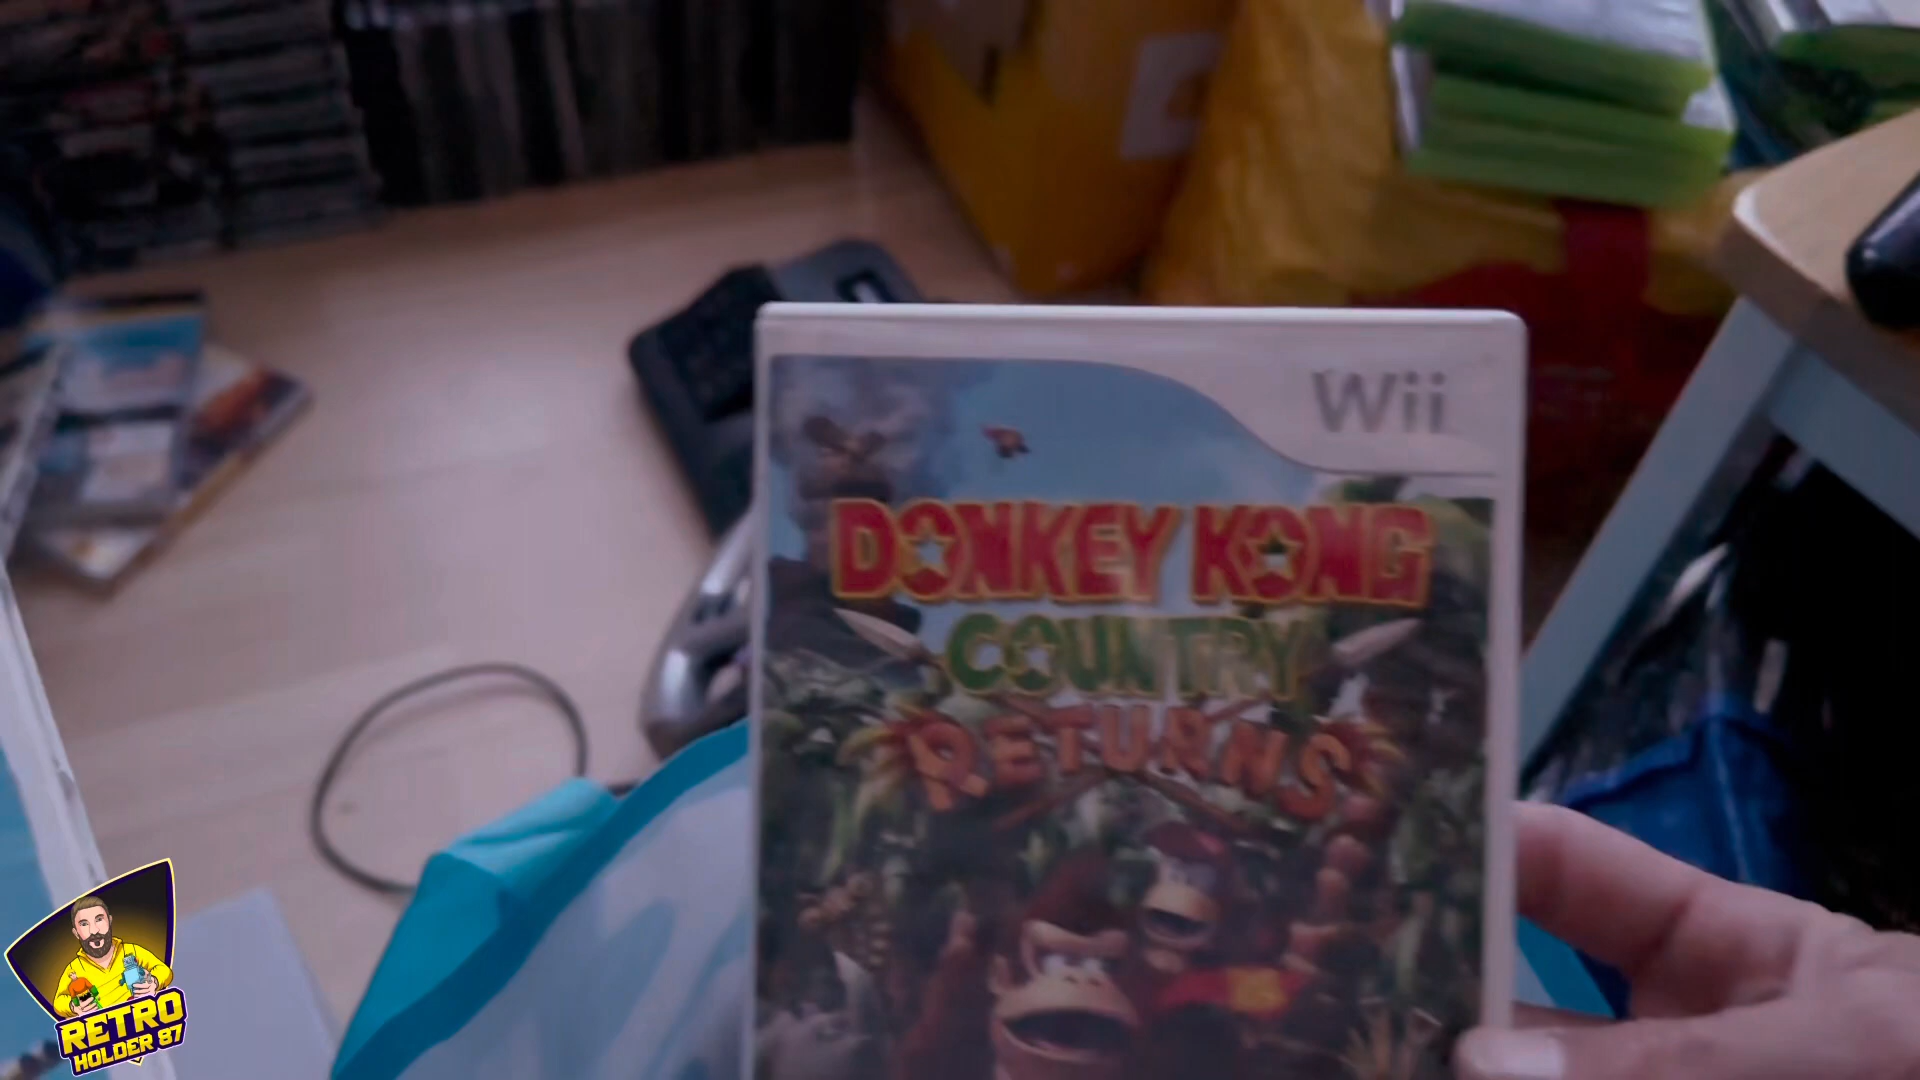 Wii
DONKEY KONG
COUNTRY
RETURNS
RETRO
HOLDER 87